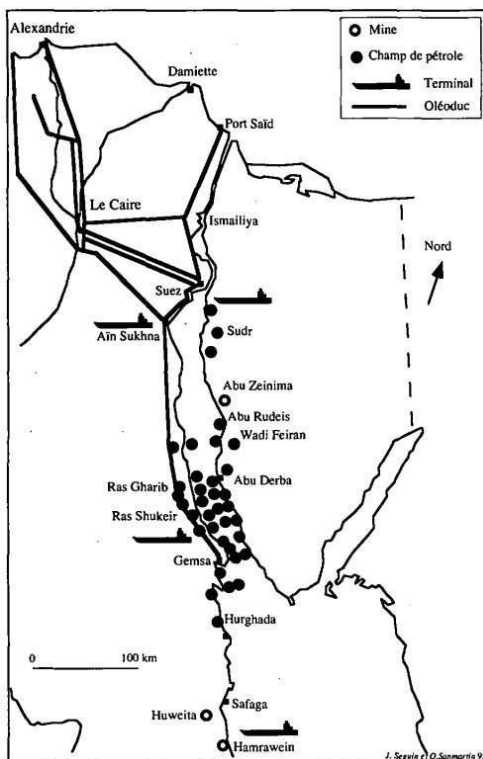 Alexandrie
Mine
Champ de pétrole
Terminal
Oléoduc
Damiette
Port Saïd
Le Caire
Ismailiya
Nord
Suez
Sudr
Aïn Sukhna
Abu Zeinima
Abu Rudeis
Wadi Feiran
Ras Gharib
Abu Derba
Ras Shukeir
Gemsa
Hurghada
0 100 km
Safaga
Huweita
Hamrawein
J. Seguin et O. Sanmartin